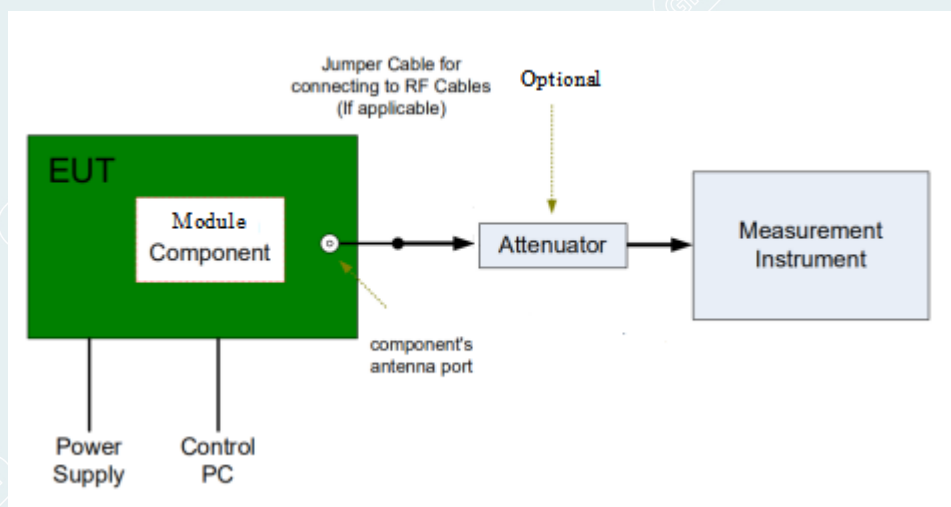 Jumper Cable for
connecting to RF Cables
(If applicable)
Optional
EUT
Module
Component
Attenuator
Measurement
Instrument
component's
antenna port
Power
Supply
Control
PC